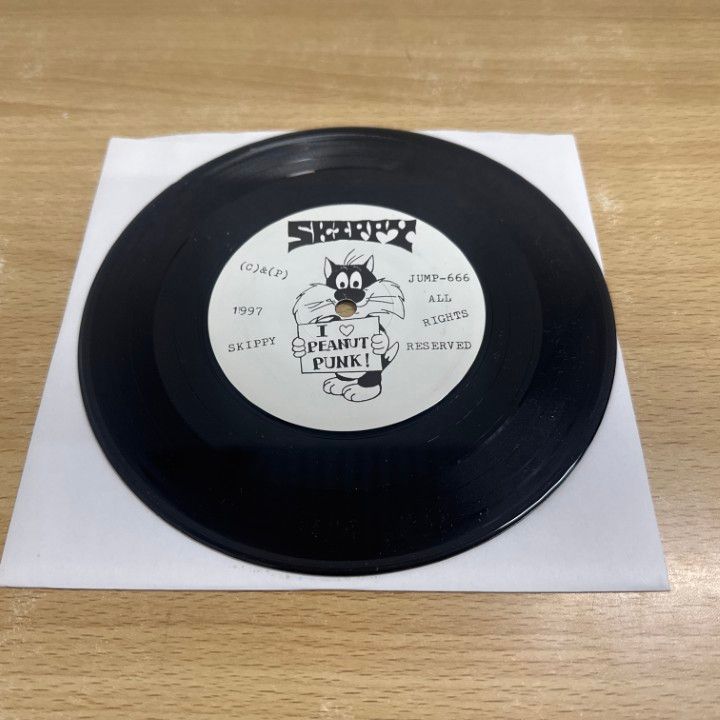 SKIPPY
(C)&(P)
1997
SKIPPY
JUMP-666
ALL
RIGHTS
RESERVED
I ♡
PEANUT
PUNK!